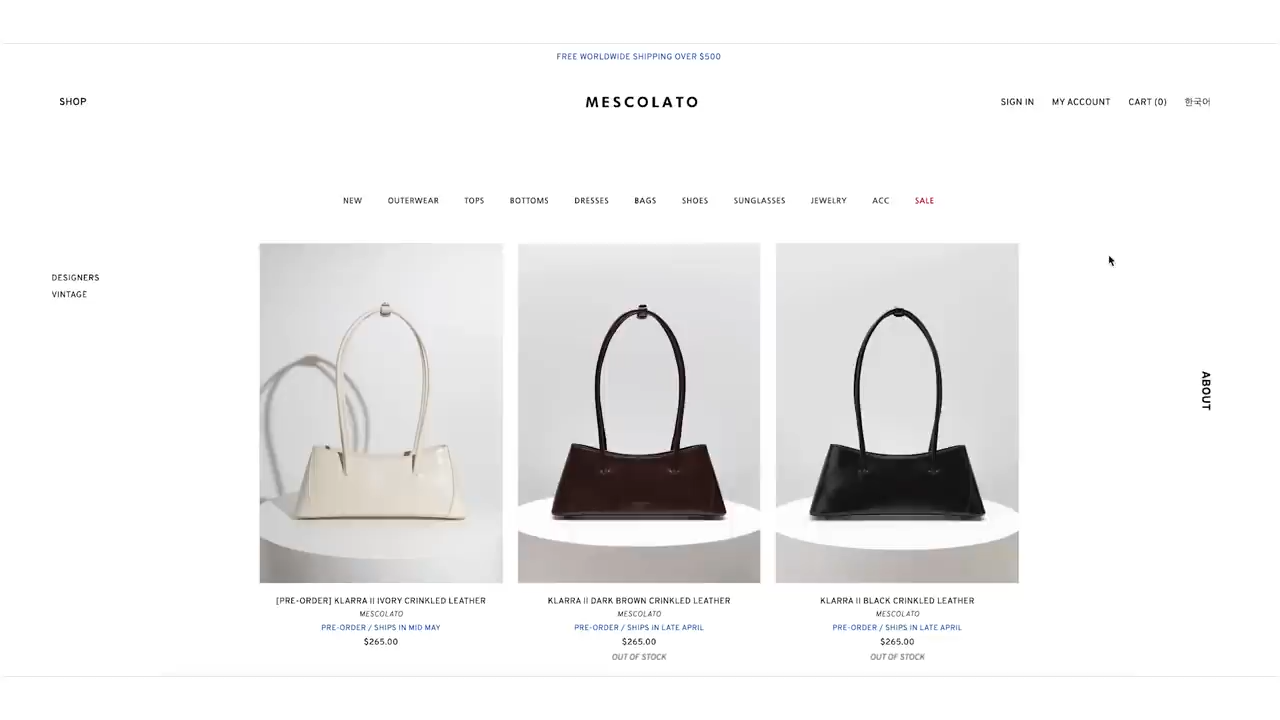 FREE WORLDWIDE SHIPPING OVER $500
SHOP
MESCOLATO
SIGN IN MY ACCOUNT CART (0) 한국어
NEW OUTERWEAR TOPS BOTTOMS DRESSES BAGS SHOES SUNGLASSES JEWELRY ACC SALE
DESIGNERS
VINTAGE
ABOUT
[PRE-ORDER] KLARRA II IVORY CRINKLED LEATHER
MESCOLATO
PRE-ORDER / SHIPS IN MID MAY
$265.00
KLARRA II DARK BROWN CRINKLED LEATHER
MESCOLATO
PRE-ORDER / SHIPS IN LATE APRIL
$265.00
OUT OF STOCK
KLARRA II BLACK CRINKLED LEATHER
MESCOLATO
PRE-ORDER / SHIPS IN LATE APRIL
$265.00
OUT OF STOCK